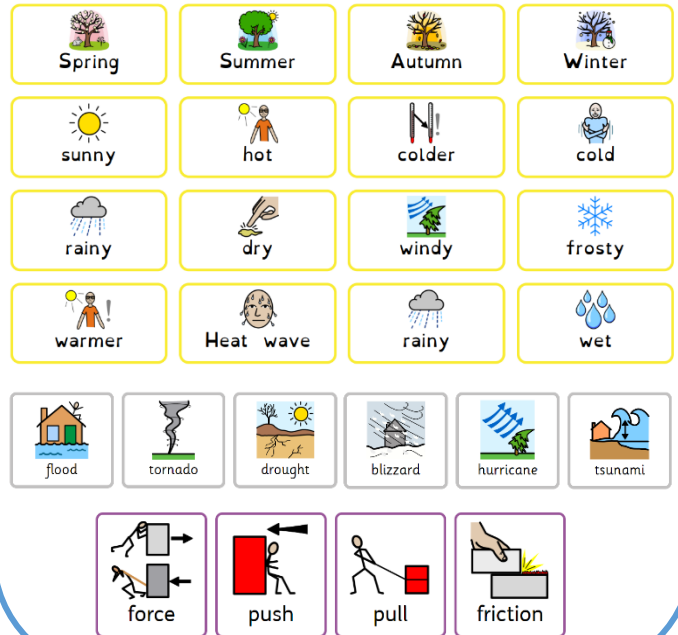 Spring Summer Autumn Winter
sunny hot colder cold
rainy dry windy frosty
warmer Heat wave rainy wet
flood tornado drought blizzard hurricane tsunami
force push pull friction